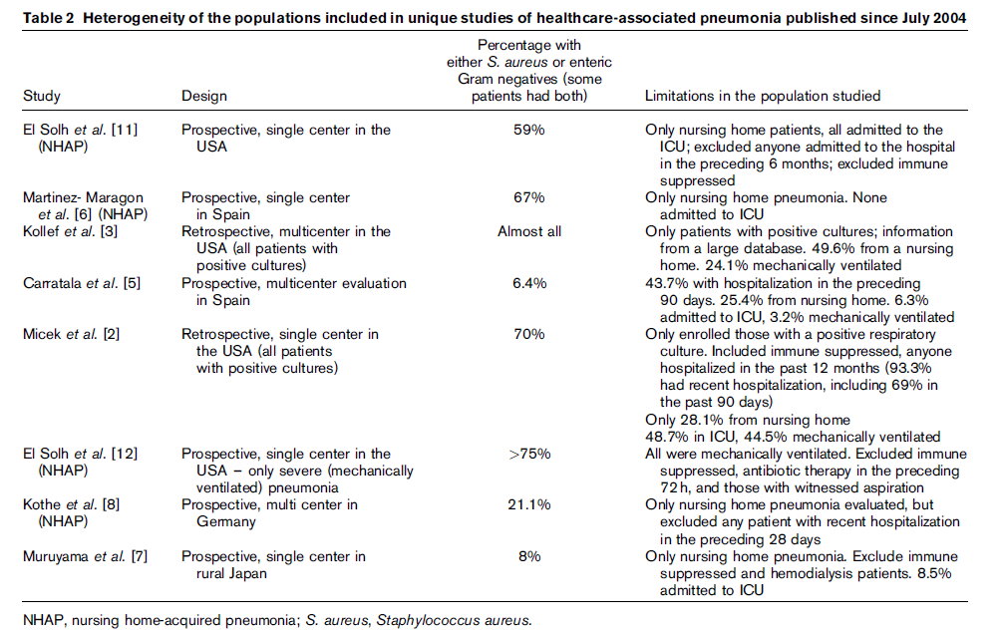 Table 2 Heterogeneity of the populations included in unique studies of healthcare-associated pneumonia published since July 2004
Percentage with
either S. aureus or enteric
Gram negatives (some
Study Design patients had both) Limitations in the population studied
El Solh et al. [11] Prospective, single center in the 59% Only nursing home patients, all admitted to the
(NHAP) USA ICU; excluded anyone admitted to the hospital
in the preceding 6 months; excluded immune
suppressed
Martinez- Maragon Prospective, single center 67% Only nursing home pneumonia. None
et al. [6] (NHAP) in Spain admitted to ICU
Kollef et al. [3] Retrospective, multicenter in the Almost all Only patients with positive cultures; information
USA (all patients with from a large database. 49.6% from a nursing
positive cultures) home. 24.1% mechanically ventilated
Carratala et al. [5] Prospective, multicenter evaluation 6.4% 43.7% with hospitalization in the preceding
in Spain 90 days. 25.4% from nursing home. 6.3%
admitted to ICU, 3.2% mechanically ventilated
Micek et al. [2] Retrospective, single center in 70% Only enrolled those with a positive respiratory
the USA (all patients culture. Included immune suppressed, anyone
with positive cultures) hospitalized in the past 12 months (93.3%
had recent hospitalization, including 69% in
the past 90 days)
Only 28.1% from nursing home
48.7% in ICU, 44.5% mechanically ventilated
El Solh et al. [12] Prospective, single center in the >75% All were mechanically ventilated. Excluded immune
(NHAP) USA – only severe (mechanically suppressed, antibiotic therapy in the preceding
ventilated) pneumonia 72 h, and those with witnessed aspiration
Kothe et al. [8] Prospective, multi center in 21.1% Only nursing home pneumonia evaluated, but
(NHAP) Germany excluded any patient with recent hospitalization
in the preceding 28 days
Muruyama et al. [7] Prospective, single center in 8% Only nursing home pneumonia. Exclude immune
rural Japan suppressed and hemodialysis patients. 8.5%
admitted to ICU
NHAP, nursing home-acquired pneumonia; S. aureus, Staphylococcus aureus.